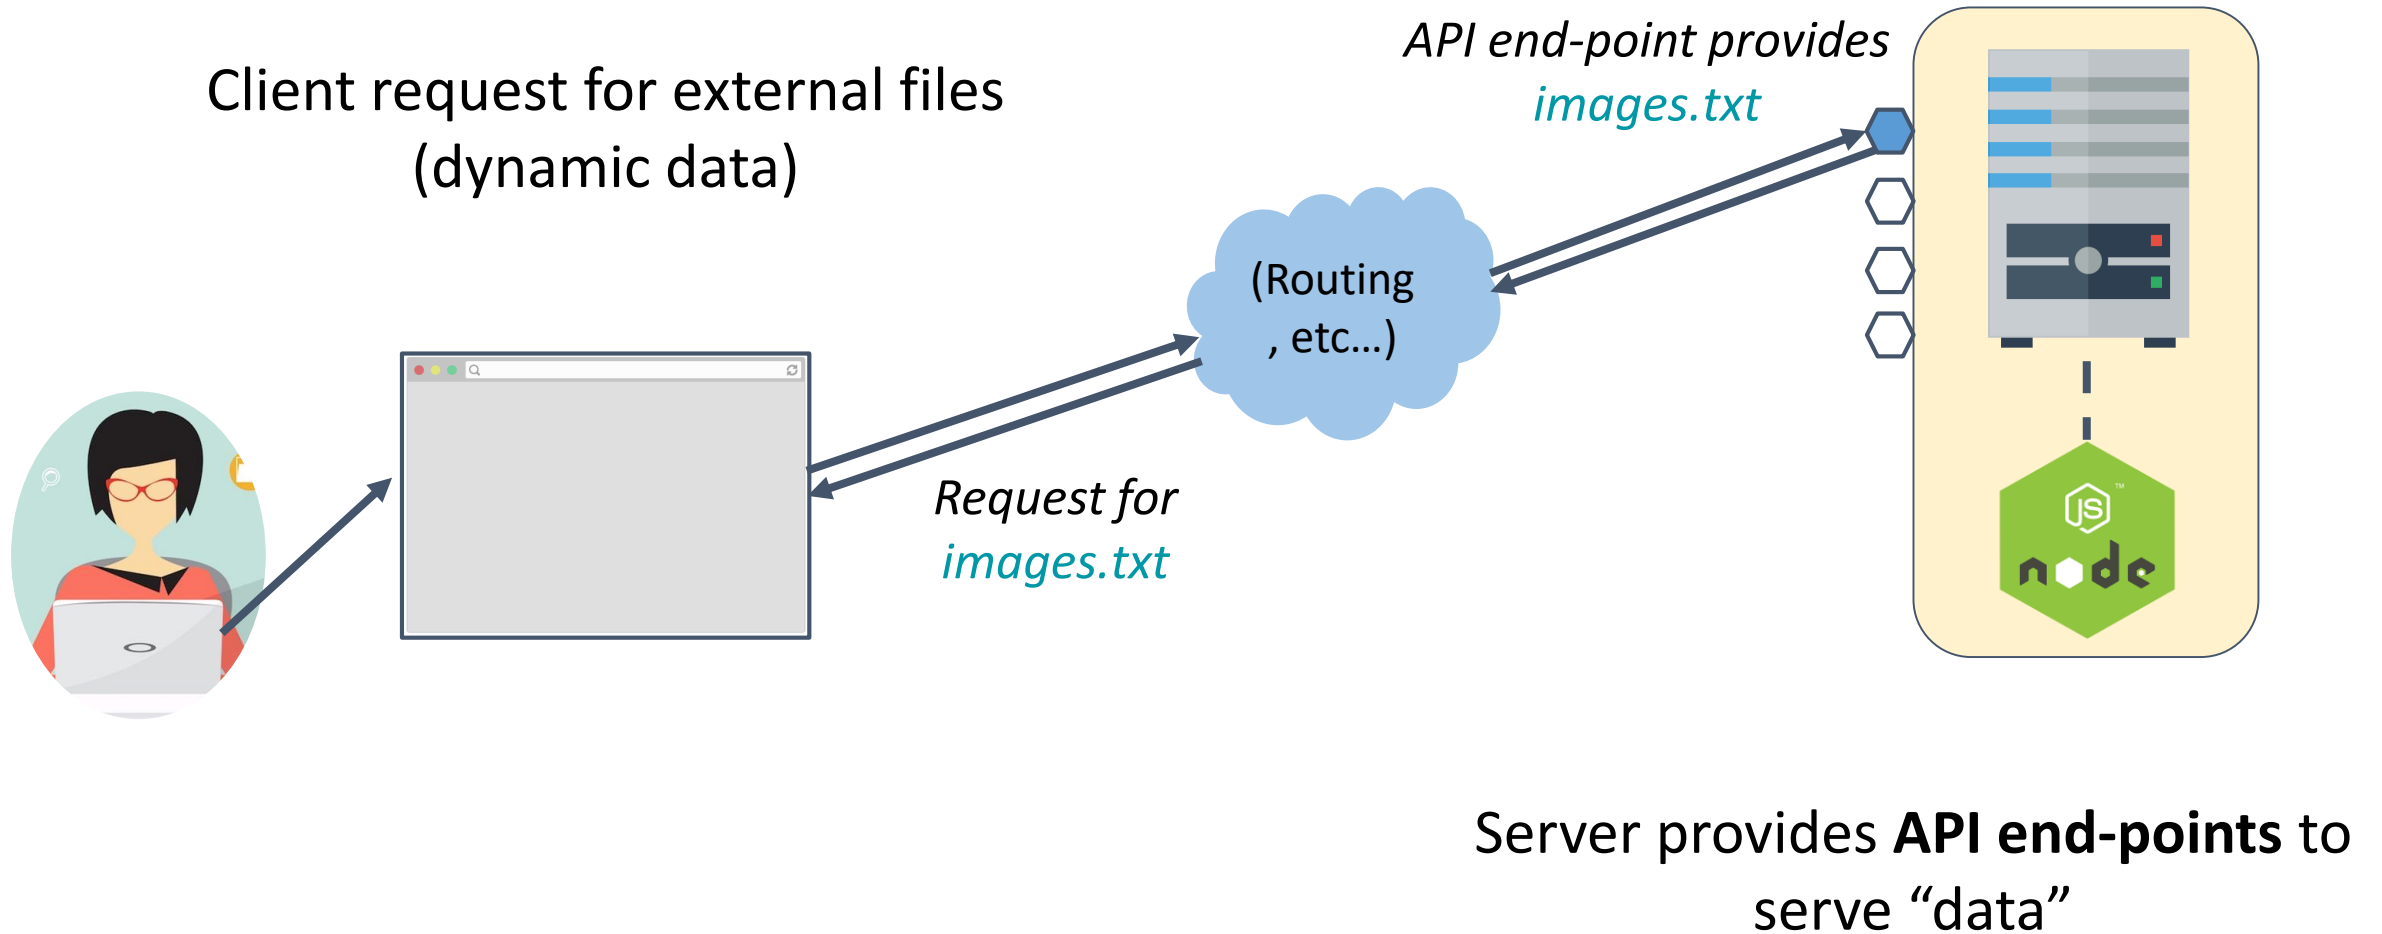 Client request for external files
(dynamic data)
API end-point provides
images.txt
(Routing
, etc...)
Request for
images.txt
JS
TM
node
Server provides API end-points to
serve “data”